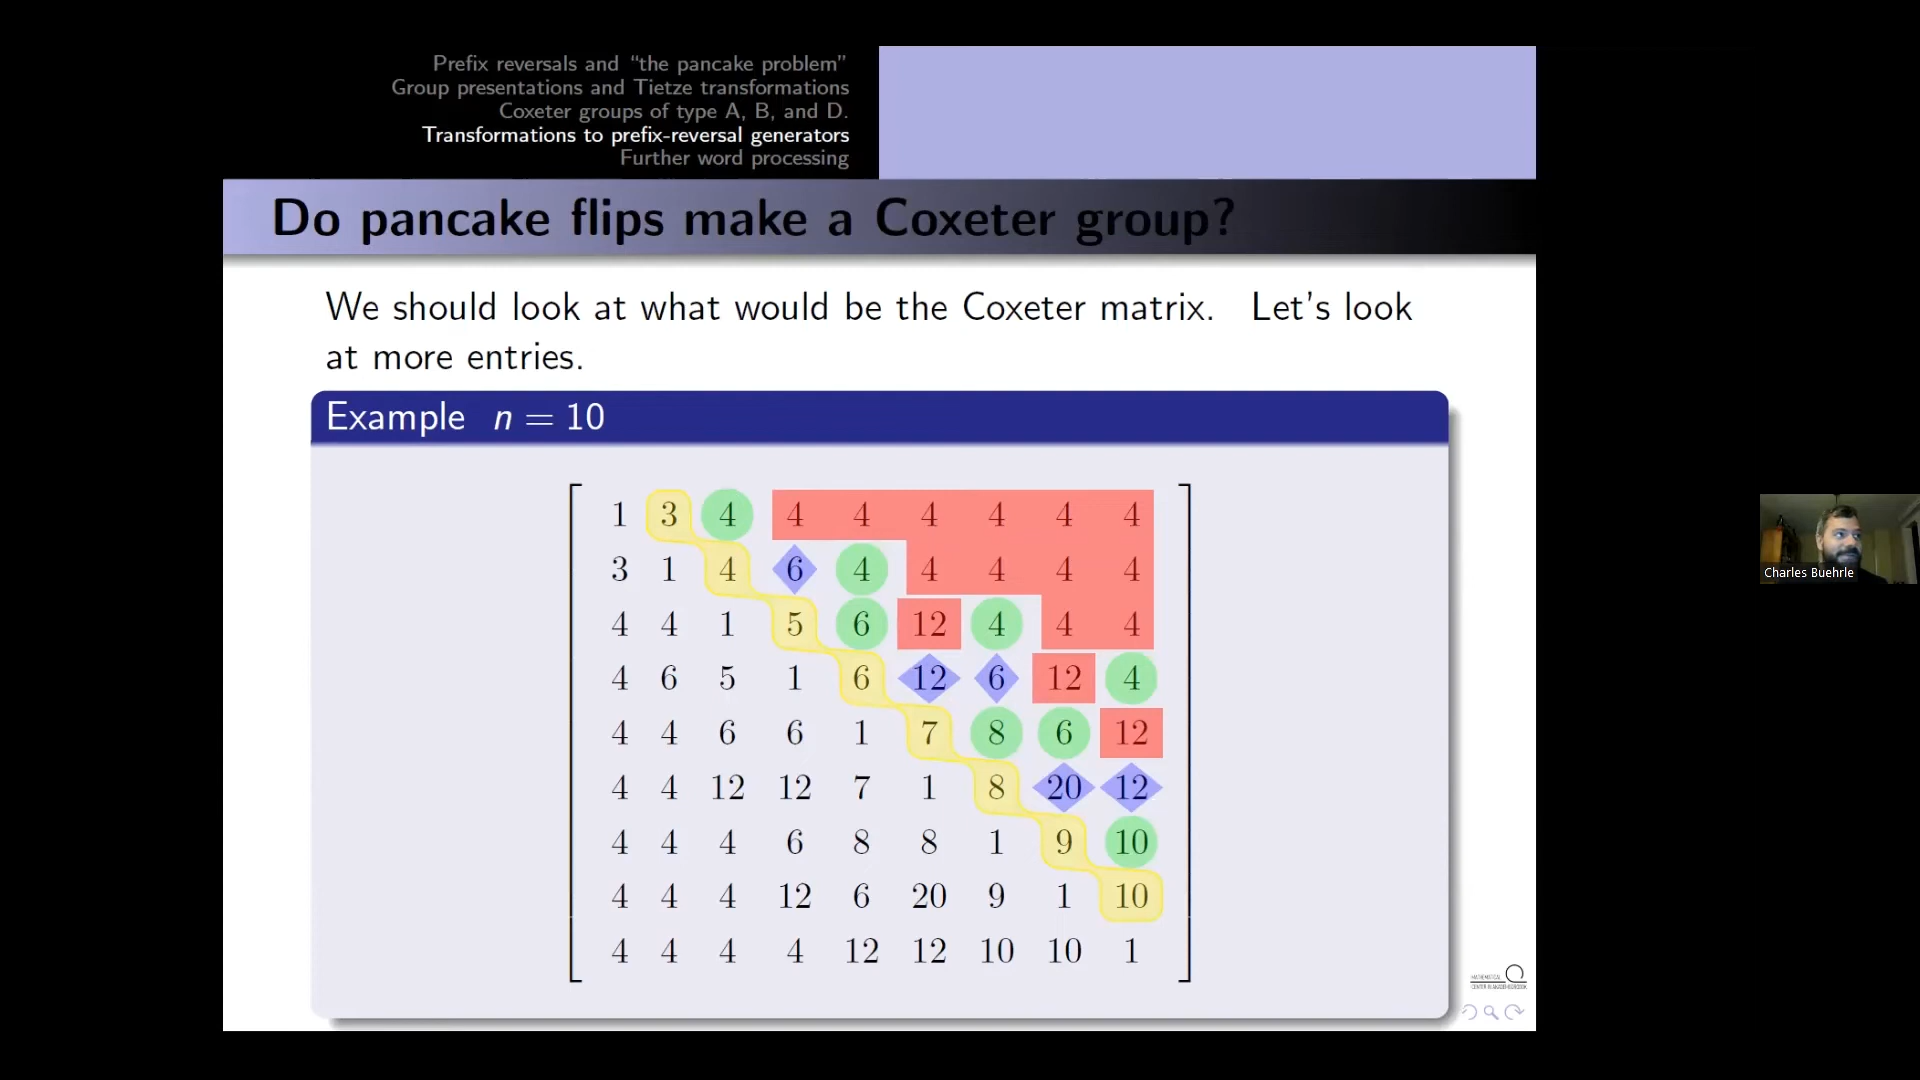 Prefix reversals and “the pancake problem”
Group presentations and Tietze transformations
Coxeter groups of type A, B, and D.
Transformations to prefix-reversal generators
Further word processing
Do pancake flips make a Coxeter group?
We should look at what would be the Coxeter matrix. Let's look
at more entries.
Example n = 10
1 3 4 4 4 4 4 4 4
3 1 4 6 4 4 4 4 4
4 4 1 5 6 12 4 4 4
4 6 5 1 6 12 6 12 4
4 4 6 6 1 7 8 6 12
4 4 12 12 7 1 8 20 12
4 4 4 6 8 8 1 9 10
4 4 4 12 6 20 9 1 10
4 4 4 4 12 12 10 10 1
MATHEMATICAL
CENTER IN AKADEMGORODOK
Charles Buehrle